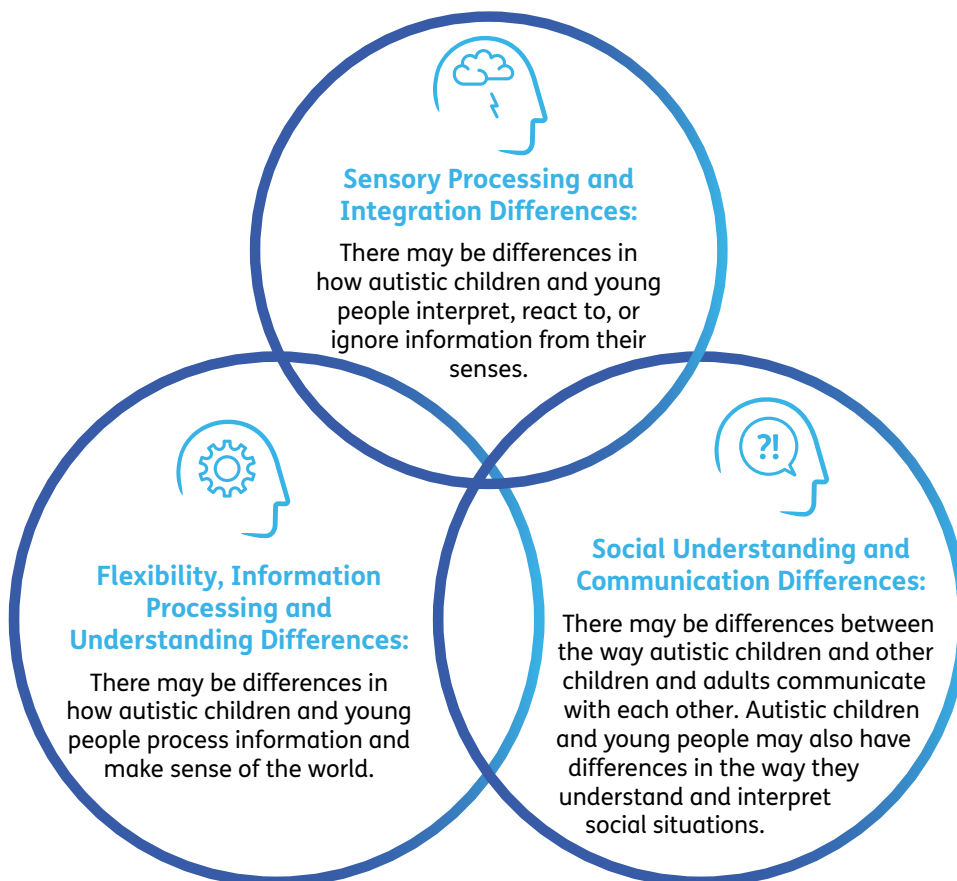 Sensory Processing and
Integration Differences:
There may be differences in
how autistic children and young
people interpret, react to, or
ignore information from their
senses.
Flexibility, Information
Processing and
Understanding Differences:
There may be differences in
how autistic children and young
people process information and
make sense of the world.
?!
Social Understanding and
Communication Differences:
There may be differences between
the way autistic children and other
children and adults communicate
with each other. Autistic children
and young people may also have
differences in the way they
understand and interpret
social situations.